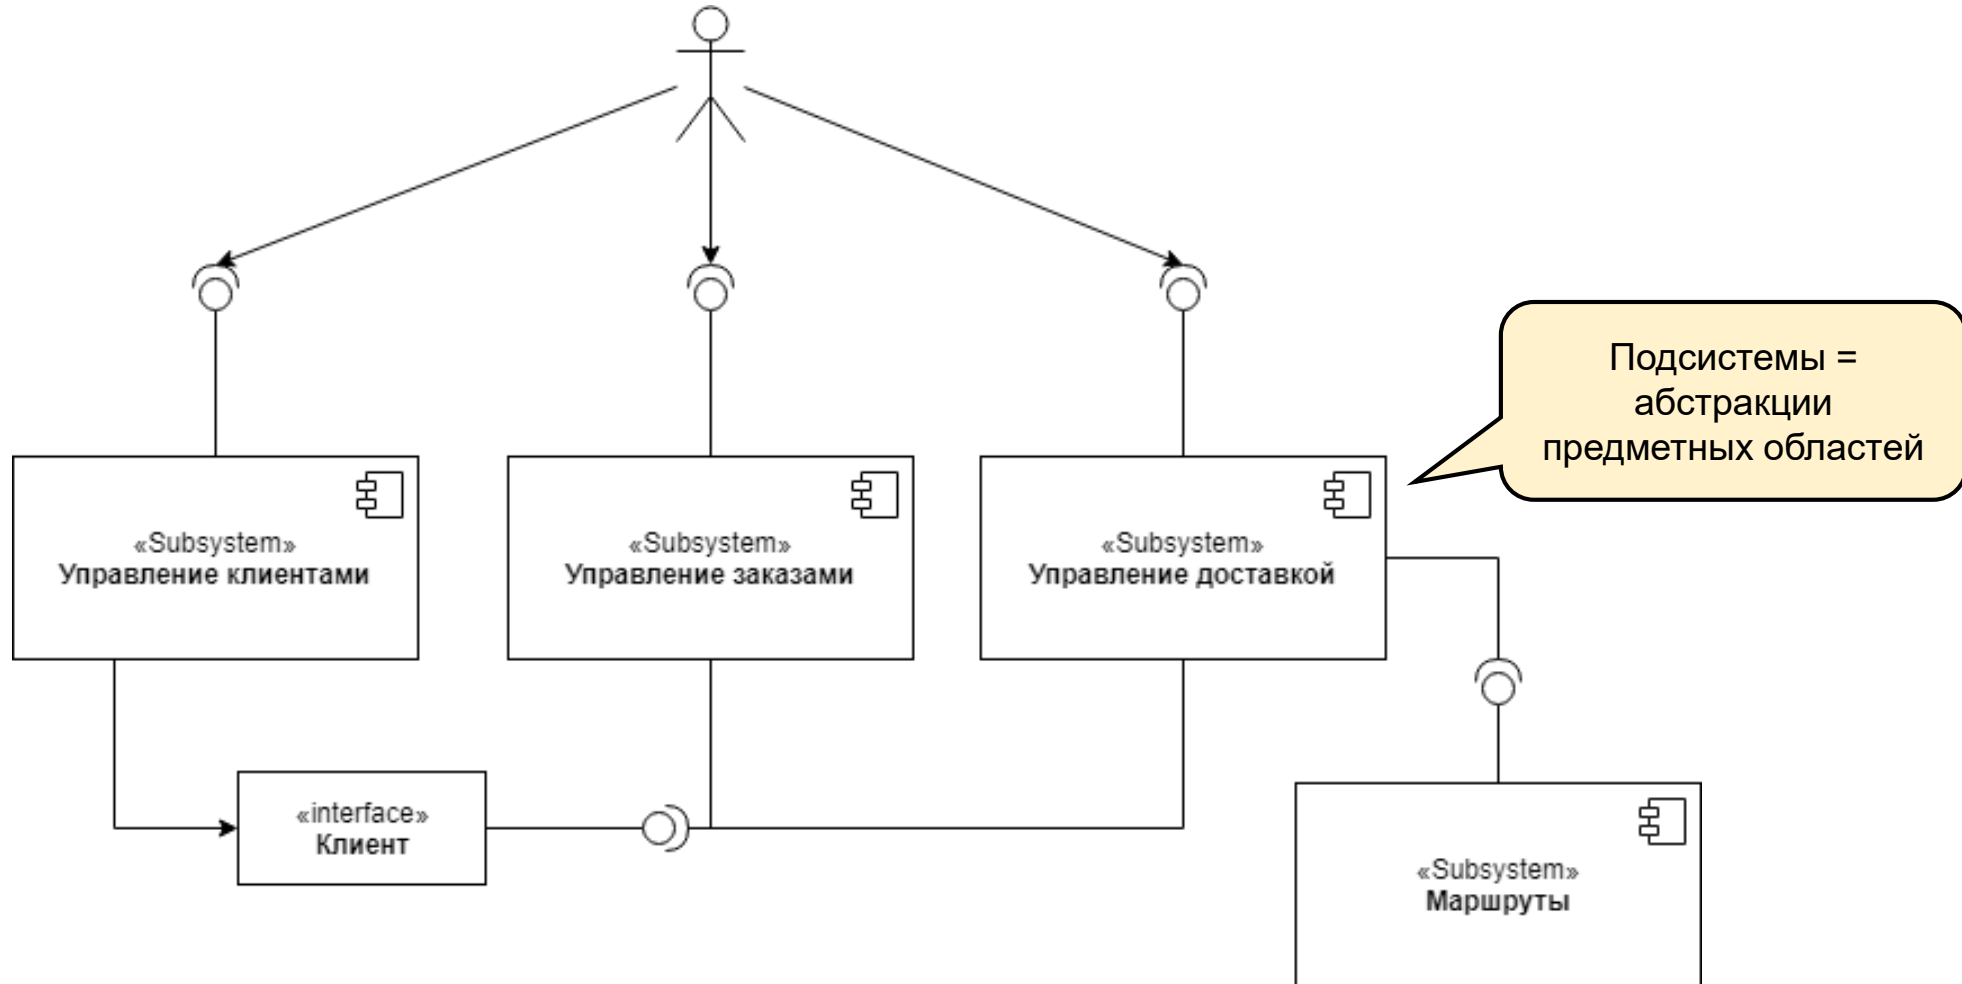 Подсистемы =
абстракции
предметных областей
«Subsystem»
Управление клиентами
«Subsystem»
Управление заказами
«Subsystem»
Управление доставкой
«interface»
Клиент
«Subsystem»
Маршруты